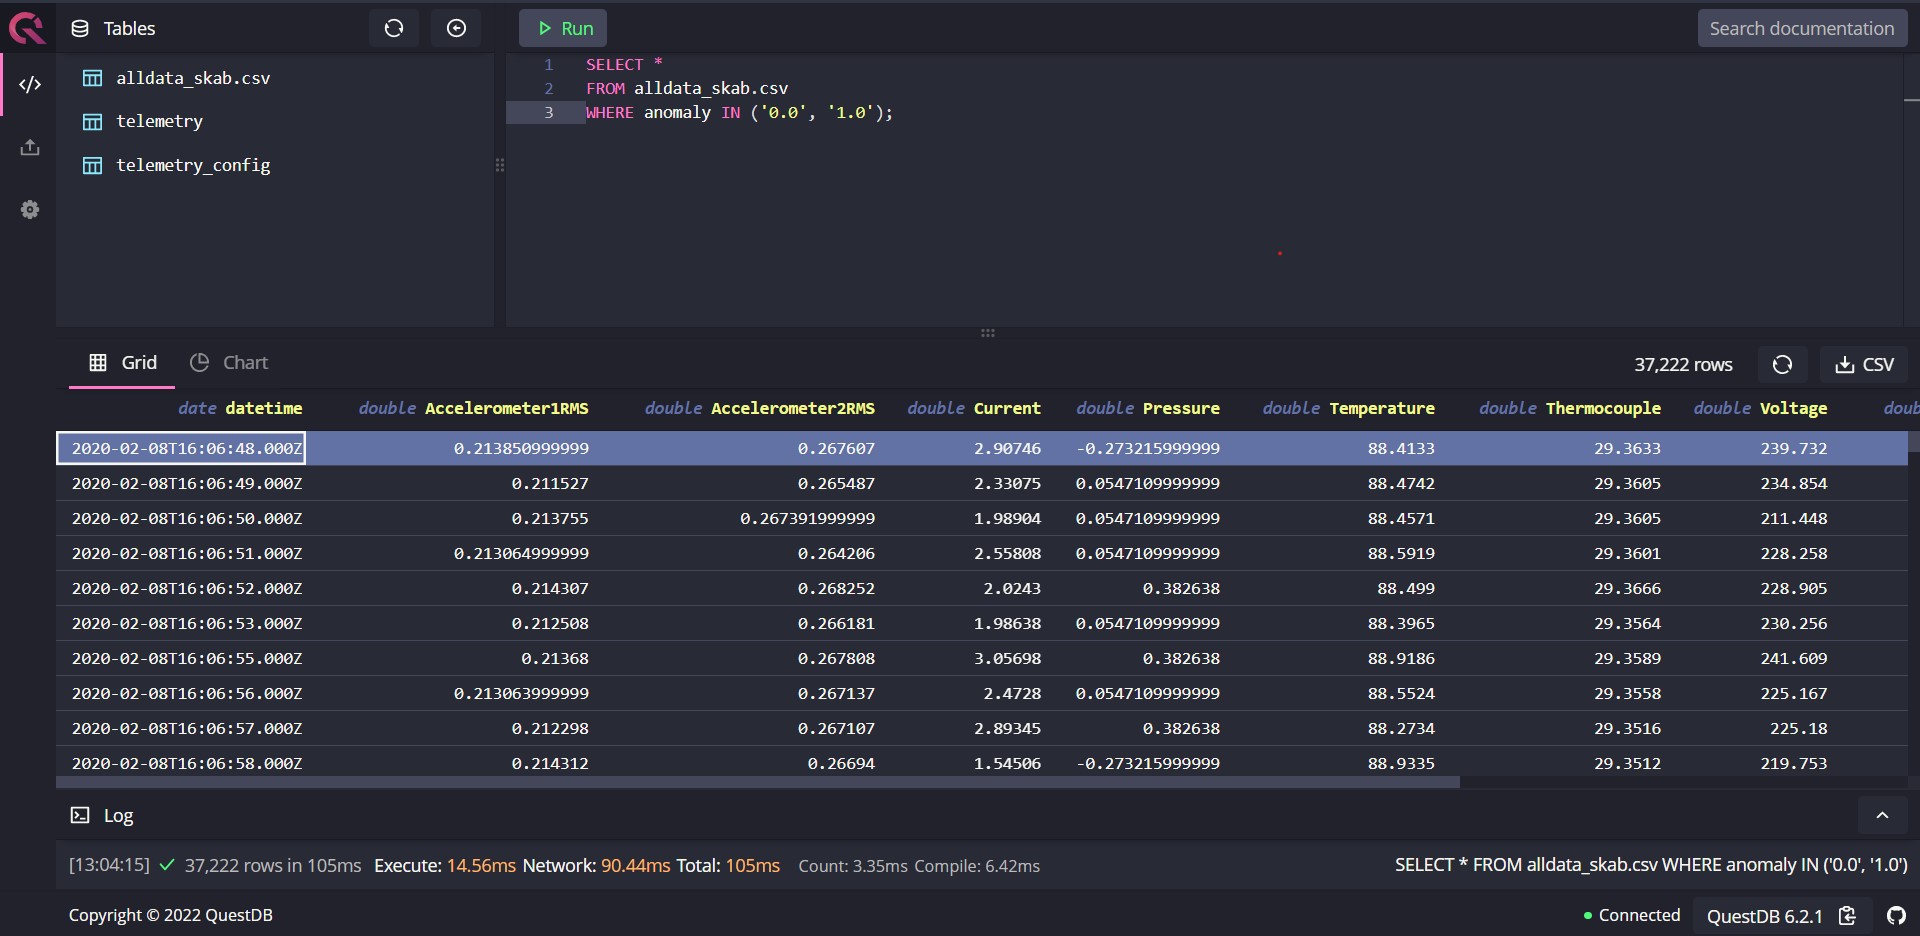 Tables
Run
Search documentation
alldata_skab.csv
telemetry
telemetry_config
1 SELECT *
2 FROM alldata_skab.csv
3 WHERE anomaly IN ('0.0', '1.0');
Grid Chart
37,222 rows
CSV
date datetime double Accelerometer1RMS double Accelerometer2RMS double Current double Pressure double Temperature double Thermocouple double Voltage doub
2020-02-08T16:06:48.000Z 0.213850999999 0.267607 2.90746 -0.273215999999 88.4133 29.3633 239.732
2020-02-08T16:06:49.000Z 0.211527 0.265487 2.33075 0.0547109999999 88.4742 29.3605 234.854
2020-02-08T16:06:50.000Z 0.213755 0.267391999999 1.98904 0.0547109999999 88.4571 29.3605 211.448
2020-02-08T16:06:51.000Z 0.213064999999 0.264206 2.55808 0.0547109999999 88.5919 29.3601 228.258
2020-02-08T16:06:52.000Z 0.214307 0.268252 2.0243 0.382638 88.499 29.3666 228.905
2020-02-08T16:06:53.000Z 0.212508 0.266181 1.98638 0.0547109999999 88.3965 29.3564 230.256
2020-02-08T16:06:55.000Z 0.21368 0.267808 3.05698 0.382638 88.9186 29.3589 241.609
2020-02-08T16:06:56.000Z 0.213063999999 0.267137 2.4728 0.0547109999999 88.5524 29.3558 225.167
2020-02-08T16:06:57.000Z 0.212298 0.267107 2.89345 0.382638 88.2734 29.3516 225.18
2020-02-08T16:06:58.000Z 0.214312 0.26694 1.54506 -0.273215999999 88.9335 29.3512 219.753
Log
[13:04:15] ✓ 37,222 rows in 105ms Execute: 14.56ms Network: 90.44ms Total: 105ms Count: 3.35ms Compile: 6.42ms SELECT * FROM alldata_skab.csv WHERE anomaly IN ('0.0', '1.0')
Copyright © 2022 QuestDB
Connected
QuestDB 6.2.1